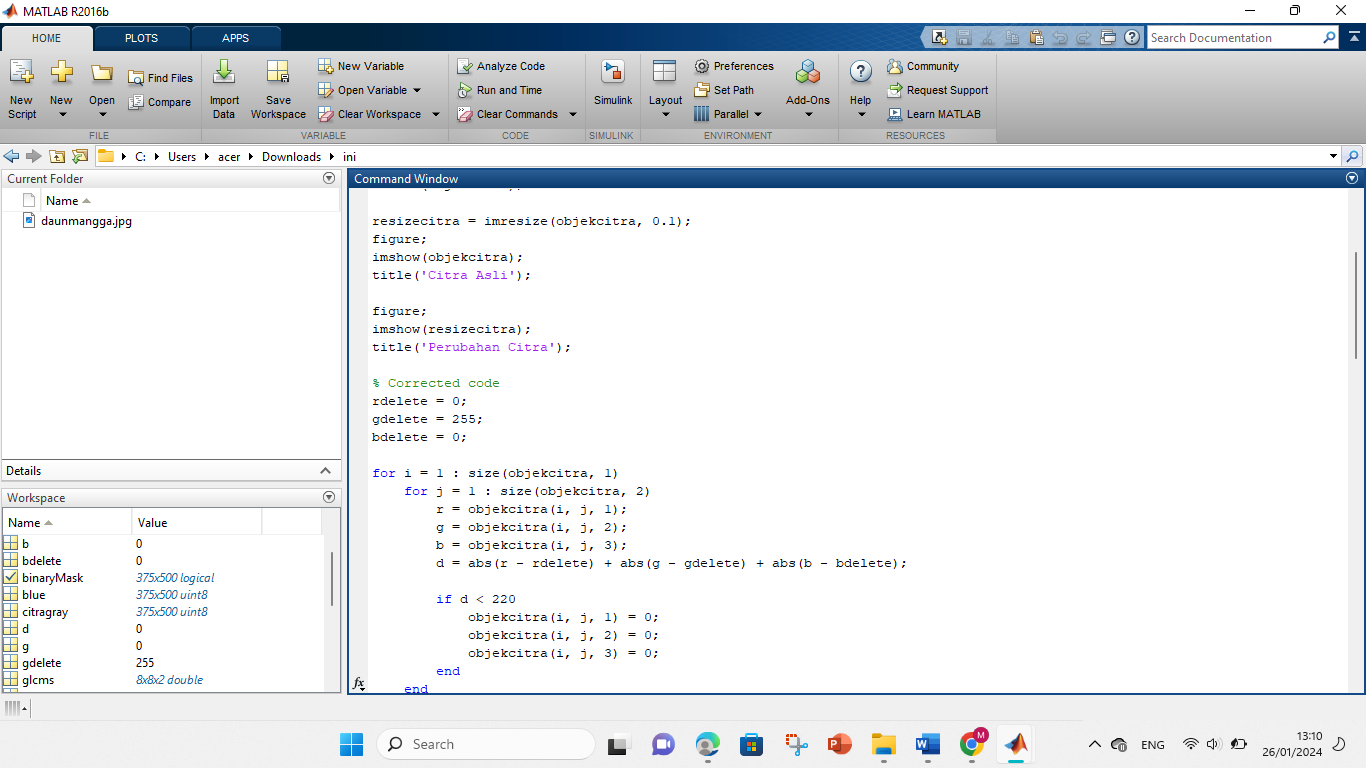 MATLAB R2016b
HOME PLOTS APPS
Search Documentation
New Script
New
Open
Find Files
Compare
Import Data
Save Workspace
New Variable
Open Variable
Clear Workspace
Analyze Code
Run and Time
Clear Commands
Simulink
Layout
Preferences
Set Path
Parallel
Add-Ons
Help
Community
Request Support
Learn MATLAB
FILE VARIABLE CODE SIMULINK ENVIRONMENT RESOURCES
C: Users acer Downloads ini
Current Folder
Name
daunmangga.jpg
Details
Workspace
Name Value
b 0
bdelete 0
binaryMask 375x500 logical
blue 375x500 uint8
citragray 375x500 uint8
d 0
g 0
gdelete 255
glcms 8x8x2 double
Command Window
resizecitra = imresize(objekcitra, 0.1);
figure;
imshow(objekcitra);
title('Citra Asli');
figure;
imshow(resizecitra);
title('Perubahan Citra');
% Corrected code
rdelete = 0;
gdelete = 255;
bdelete = 0;
for i = 1 : size(objekcitra, 1)
for j = 1 : size(objekcitra, 2)
r = objekcitra(i, j, 1);
g = objekcitra(i, j, 2);
b = objekcitra(i, j, 3);
d = abs(r - rdelete) + abs(g - gdelete) + abs(b - bdelete);
if d < 220
objekcitra(i, j, 1) = 0;
objekcitra(i, j, 2) = 0;
objekcitra(i, j, 3) = 0;
end
end
fx
Search
M
ENG
13:10
26/01/2024